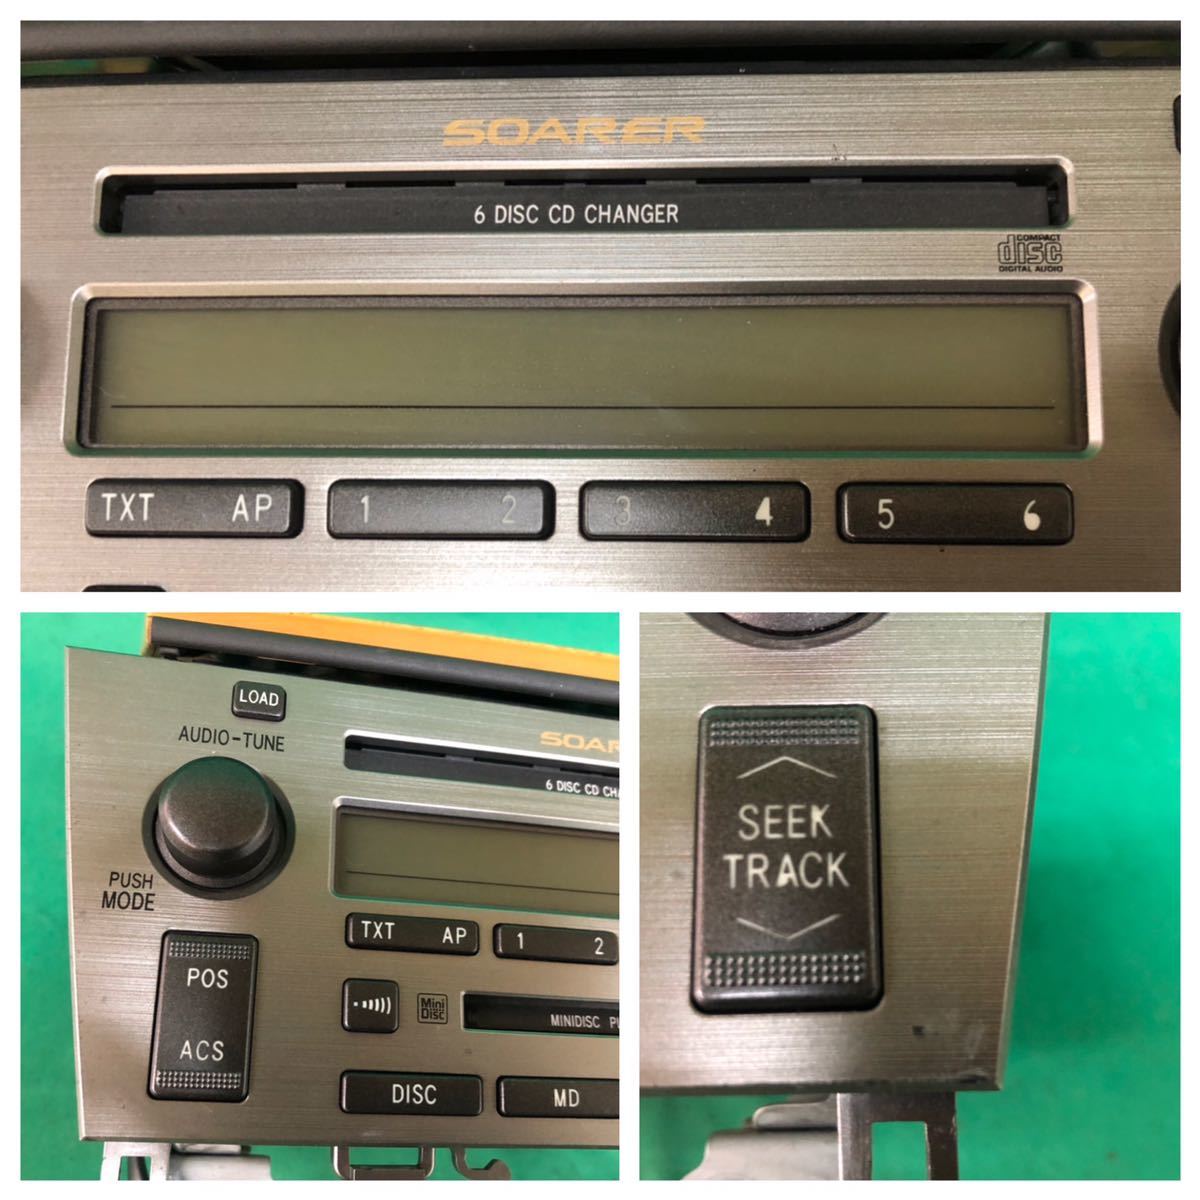 SOARER
6 DISC CD CHANGER
COMPACT
disc
DIGITAL AUDIO
TXT AP 1 2 3 4 5 6
LOAD
AUDIO-TUNE
SOAR
6 DISC CD CHA
PUSH
MODE
TXT AP 1 2
POS
ACS
Mini
Disc
MINIDISC P
DISC MD
SEEK
TRACK